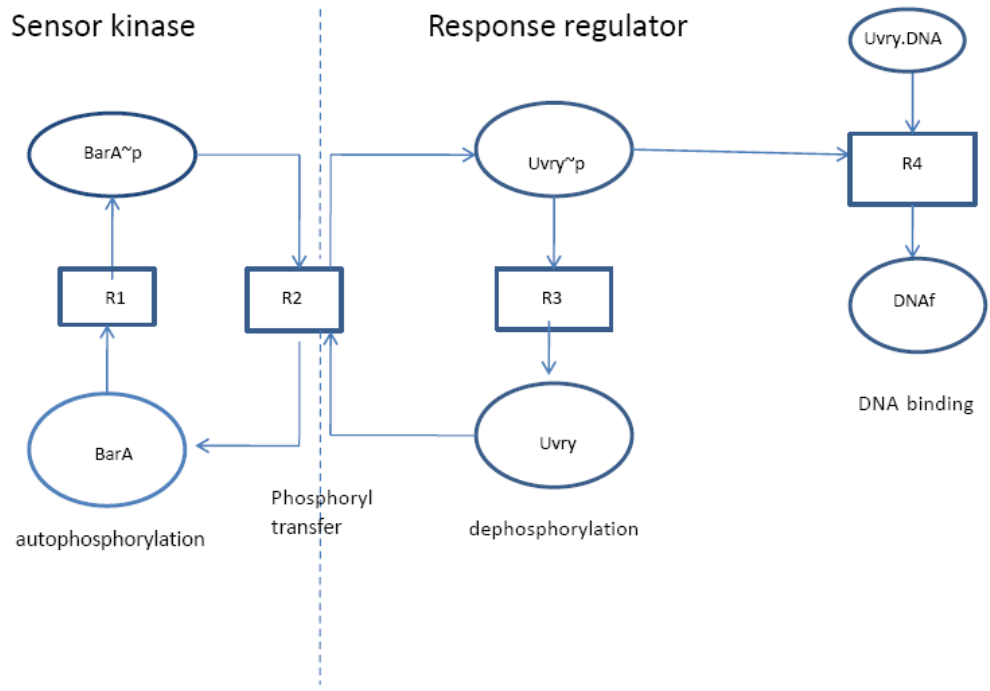 Sensor kinase
Response regulator
Uvry.DNA
BarA~p
Uvry~p
R4
R1
R2
R3
DNAf
BarA
Uvry
DNA binding
Phosphoryl
transfer
autophosphorylation
dephosphorylation